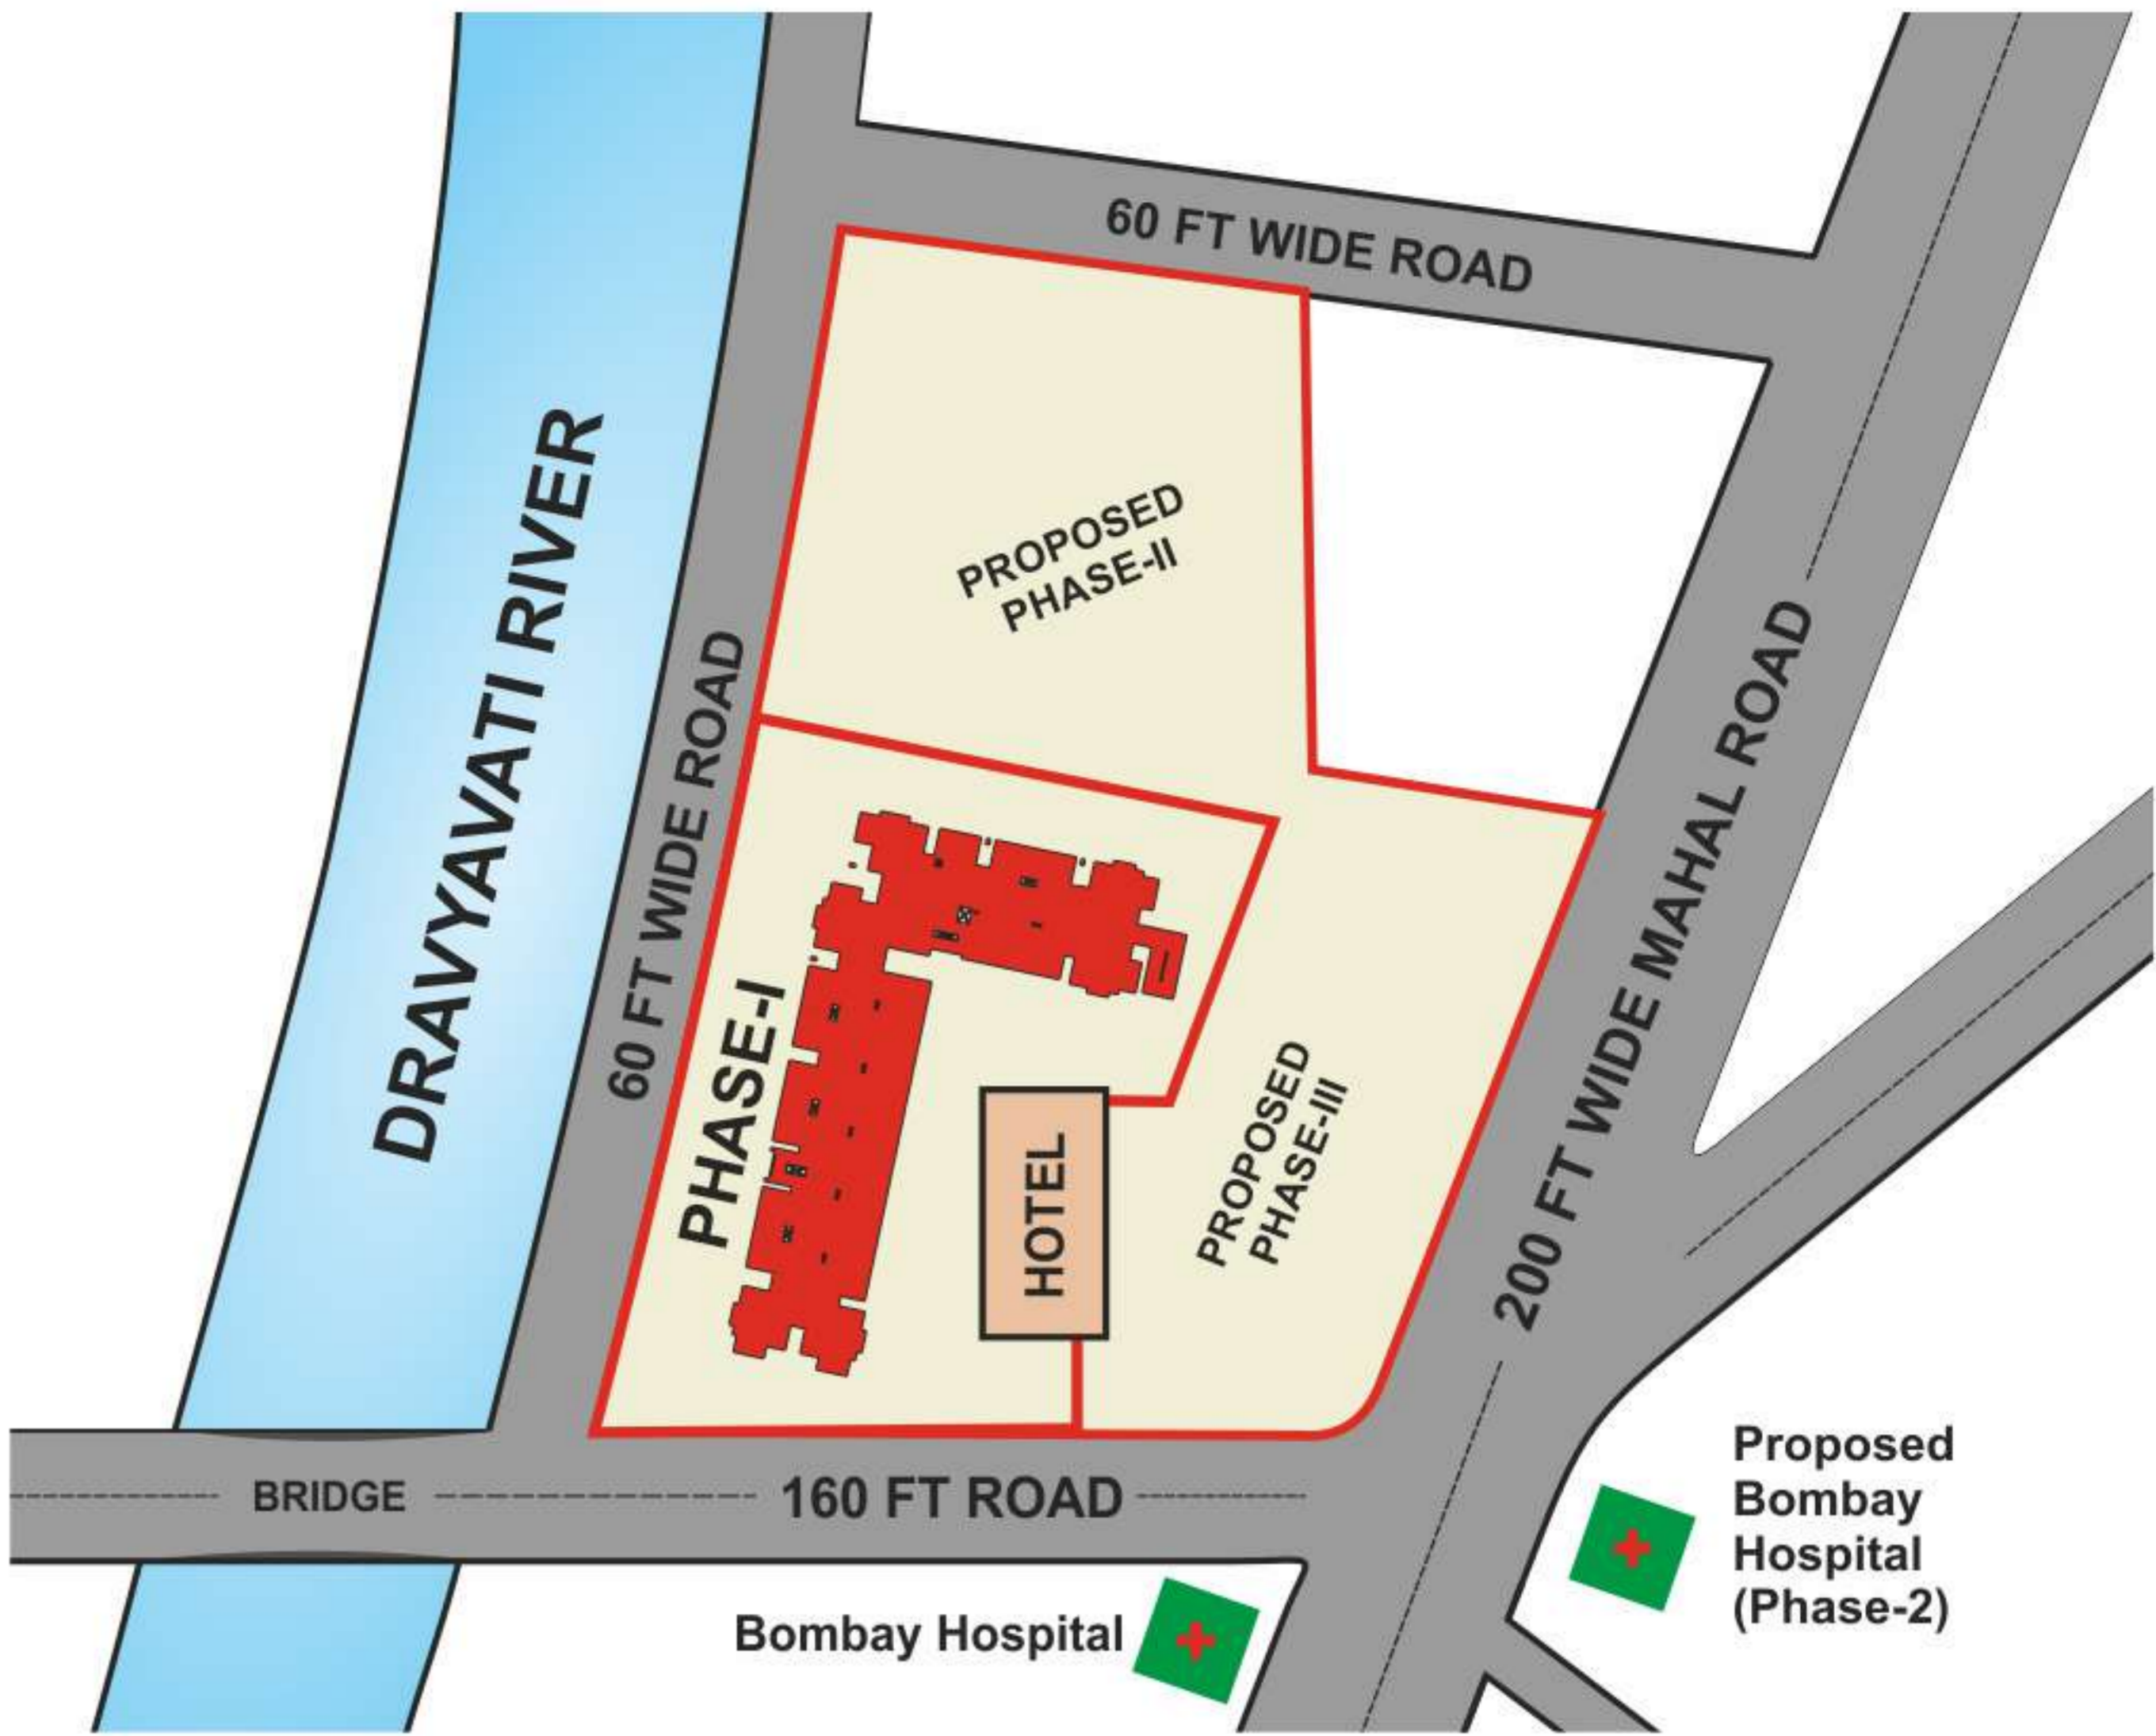 60 FT WIDE ROAD
PROPOSED
PHASE-II
DRAVYAVATI RIVER
60 FT WIDE ROAD
200 FT WIDE MAHAL ROAD
PHASE-I
HOTEL
PROPOSED
PHASE-III
BRIDGE
160 FT ROAD
Proposed
Bombay
Hospital
(Phase-2)
Bombay Hospital